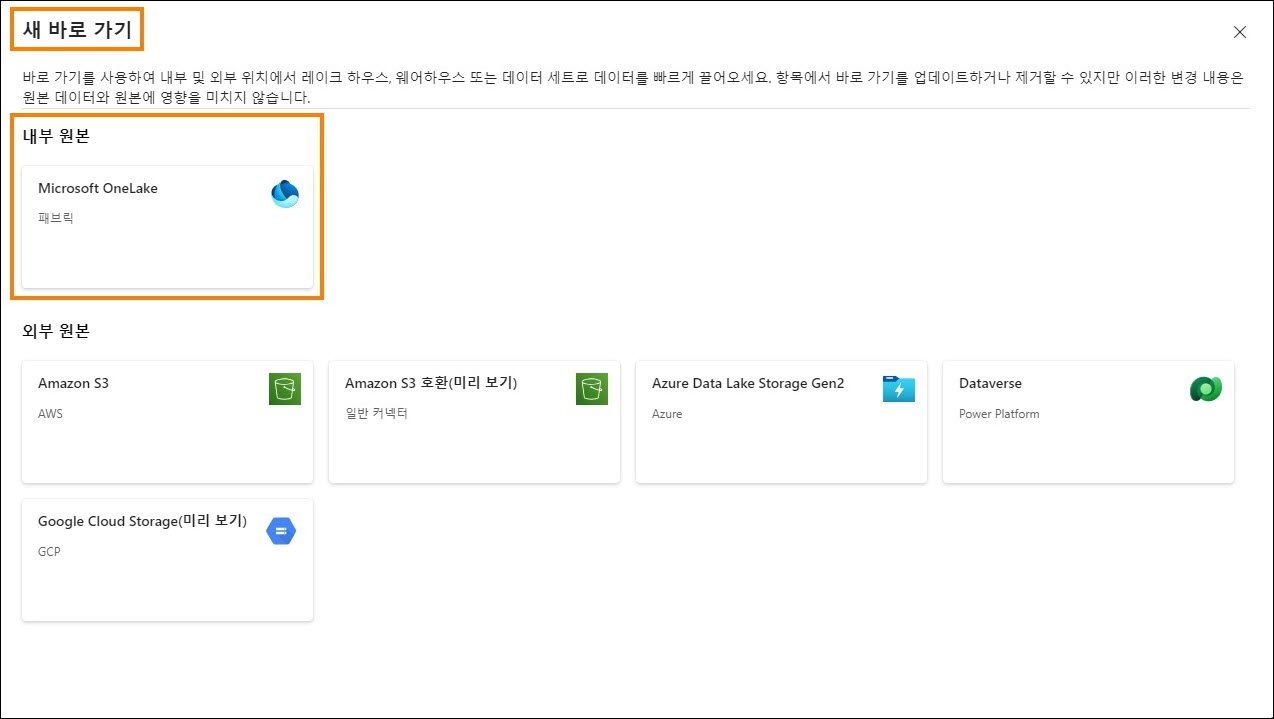 새 바로 가기
바로 가기를 사용하여 내부 및 외부 위치에서 레이크 하우스, 웨어하우스 또는 데이터 세트로 데이터를 빠르게 끌어오세요. 항목에서 바로 가기를 업데이트하거나 제거할 수 있지만 이러한 변경 내용은
원본 데이터와 원본에 영향을 미치지 않습니다.
내부 원본
Microsoft OneLake
패브릭
외부 원본
Amazon S3
AWS
Amazon S3 호환(미리 보기)
일반 커넥터
Azure Data Lake Storage Gen2
Azure
Dataverse
Power Platform
Google Cloud Storage(미리 보기)
GCP